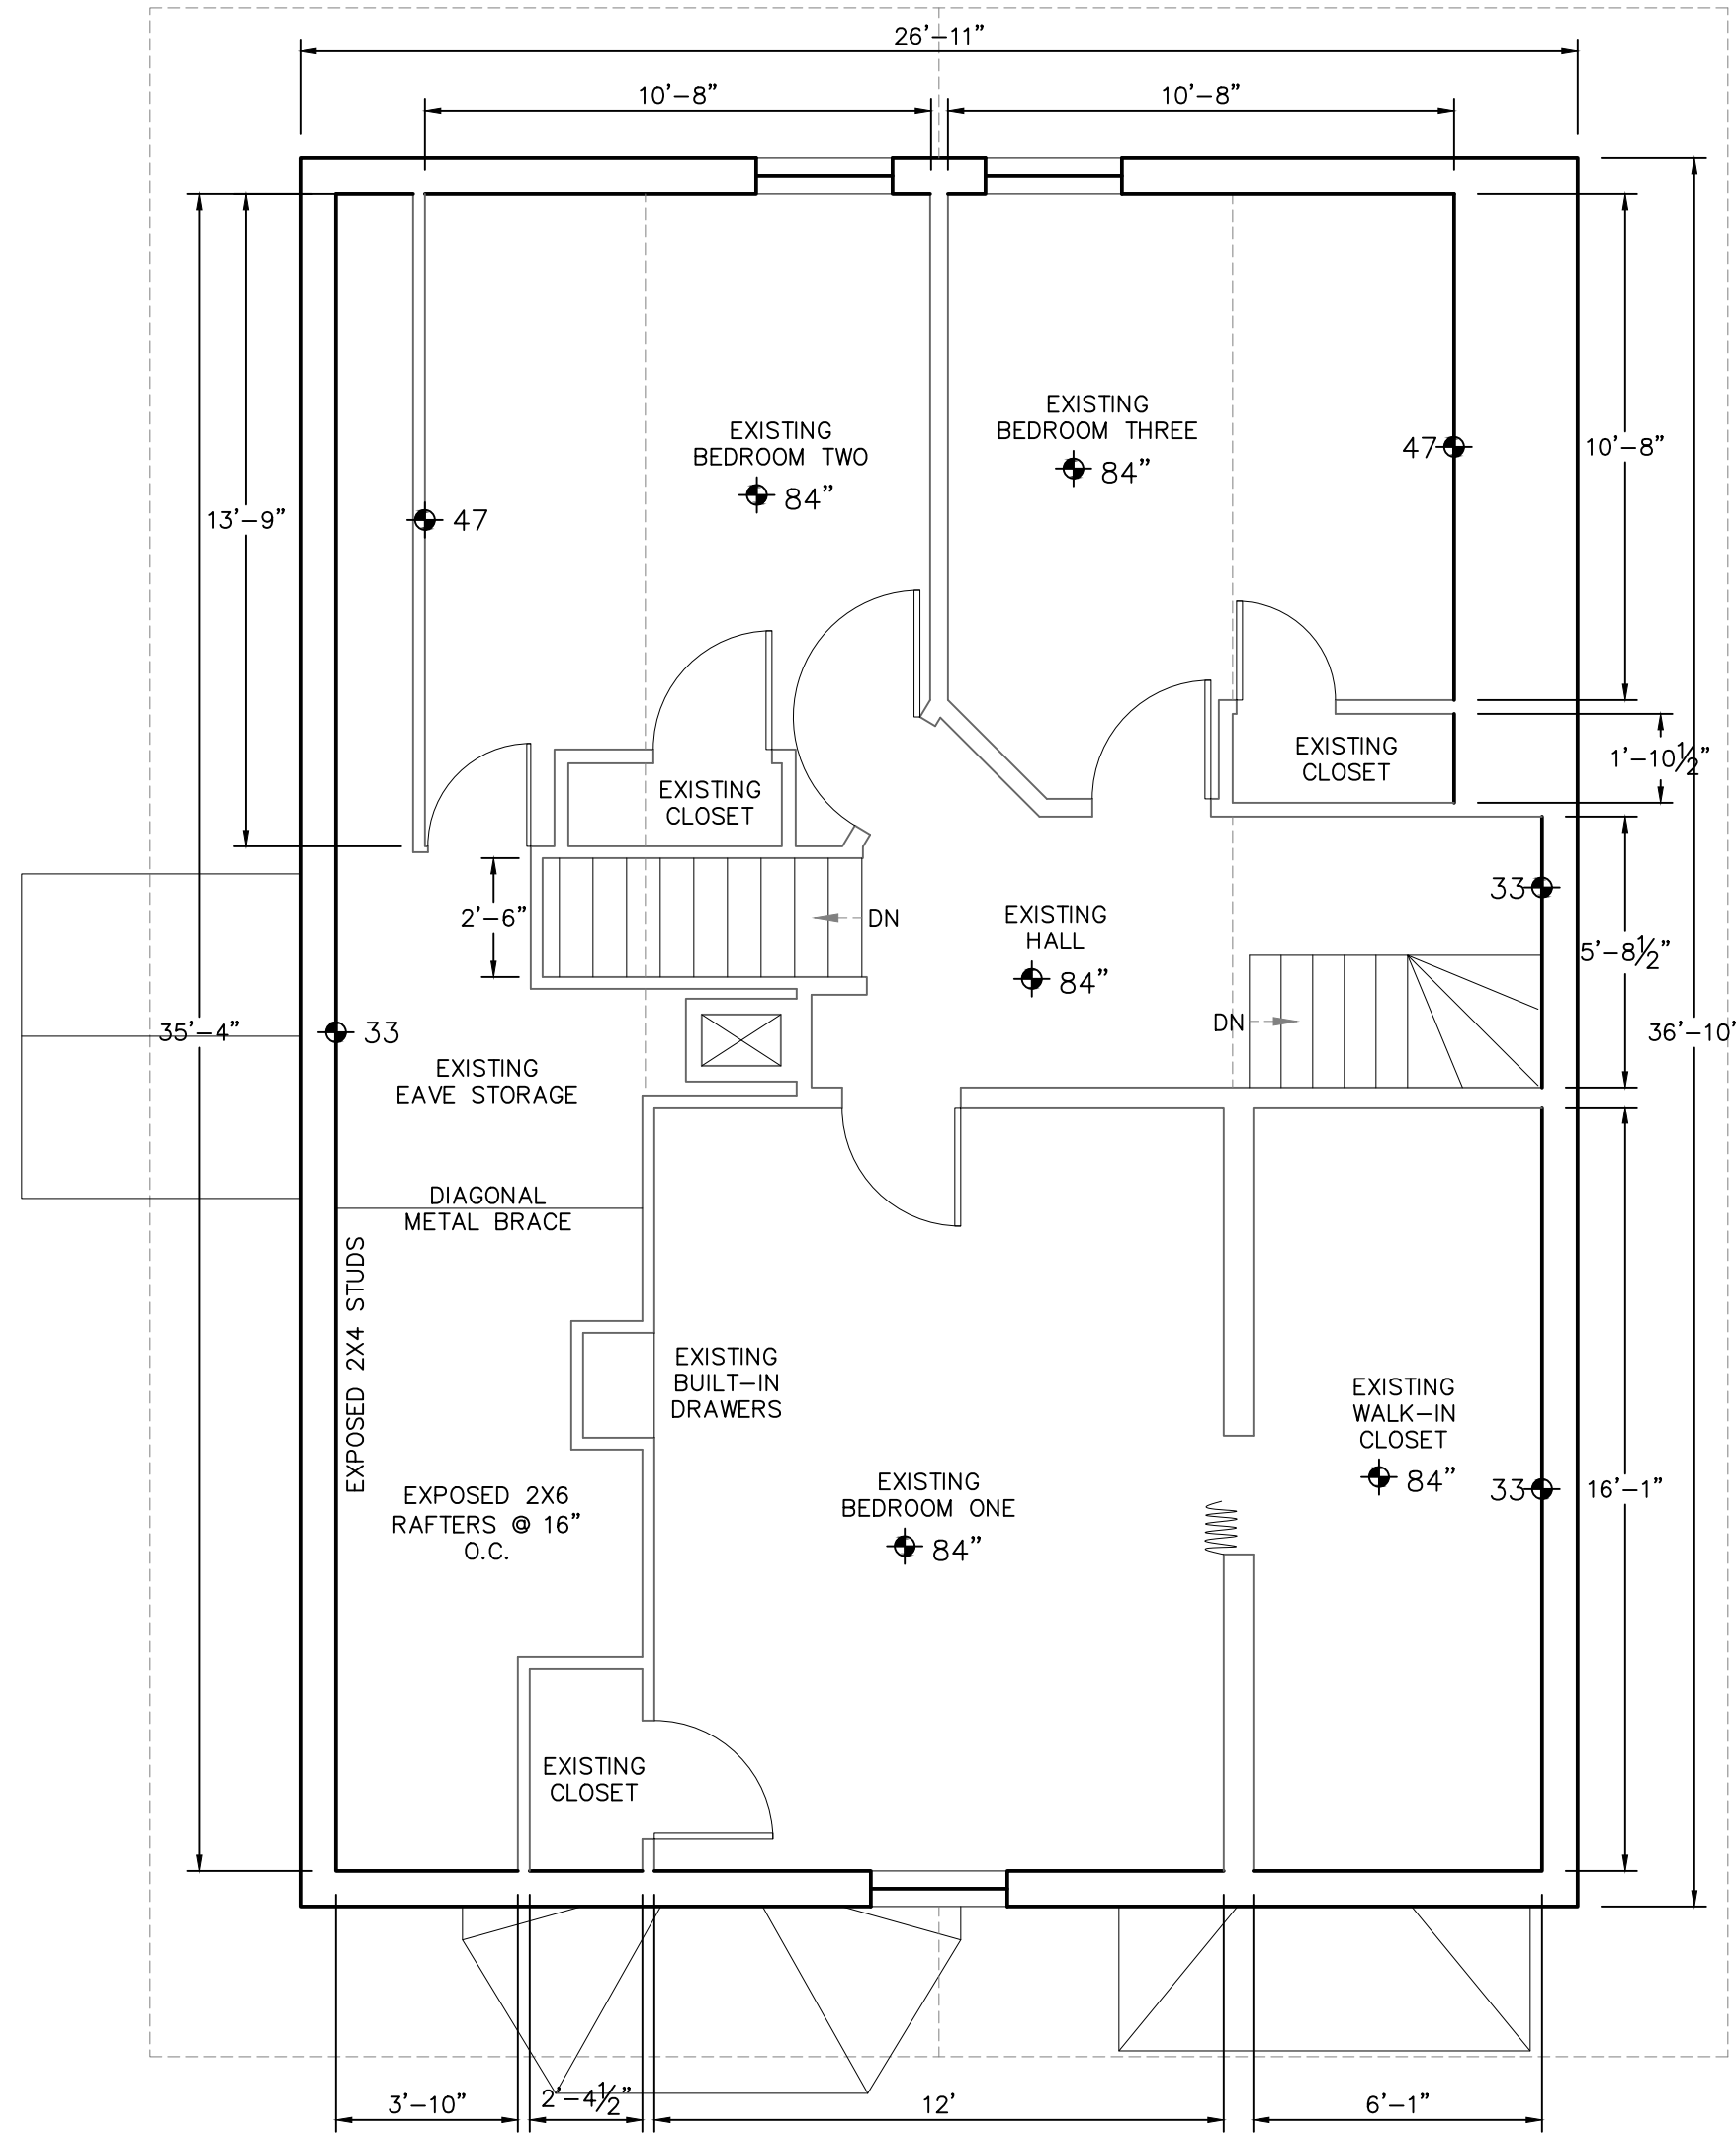 26'-11"
10'-8"
10'-8"
EXISTING
BEDROOM TWO
84"
EXISTING
BEDROOM THREE
84"
47
10'-8"
13'-9"
47
EXISTING
CLOSET
1'-10½"
EXISTING
CLOSET
33
2'-6"
DN
EXISTING
HALL
84"
5'-8½"
DN
35'-4"
33
36'-10"
EXISTING
EAVE STORAGE
DIAGONAL
METAL BRACE
EXPOSED 2X4 STUDS
EXISTING
BUILT-IN
DRAWERS
EXISTING
WALK-IN
CLOSET
84"
33
16'-1"
EXISTING
BEDROOM ONE
84"
EXPOSED 2X6
RAFTERS @ 16"
O.C.
EXISTING
CLOSET
3'-10"
2'-4½"
12'
6'-1"